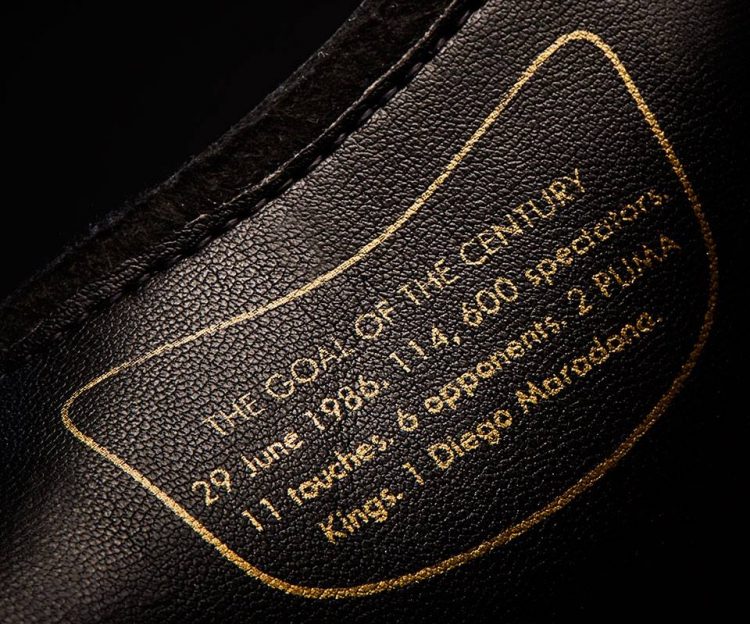 THE GOAL OF THE CENTURY
29 June 1986. 114, 600 spectators.
11 touches. 6 opponents. 2 PUMA
Kings. 1 Diego Maradona.